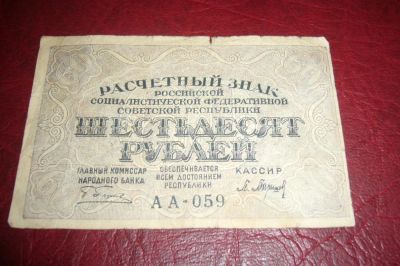 РАСЧЕТНЫЙ ЗНАК
РОССИЙСКОЙ
СОЦИАЛИСТИЧЕСКОЙ ФЕДЕРАТИВНОЙ
СОВЕТСКОЙ РЕСПУБЛИКИ
ШЕСТЬДЕСЯТ
РУБЛЕЙ
ГЛАВНЫЙ КОМИССАР
НАРОДНОГО БАНКА
ОБЕСПЕЧИВАЕТСЯ
ВСЕМ ДОСТОЯНИЕМ
РЕСПУБЛИКИ
КАССИР
АА-059